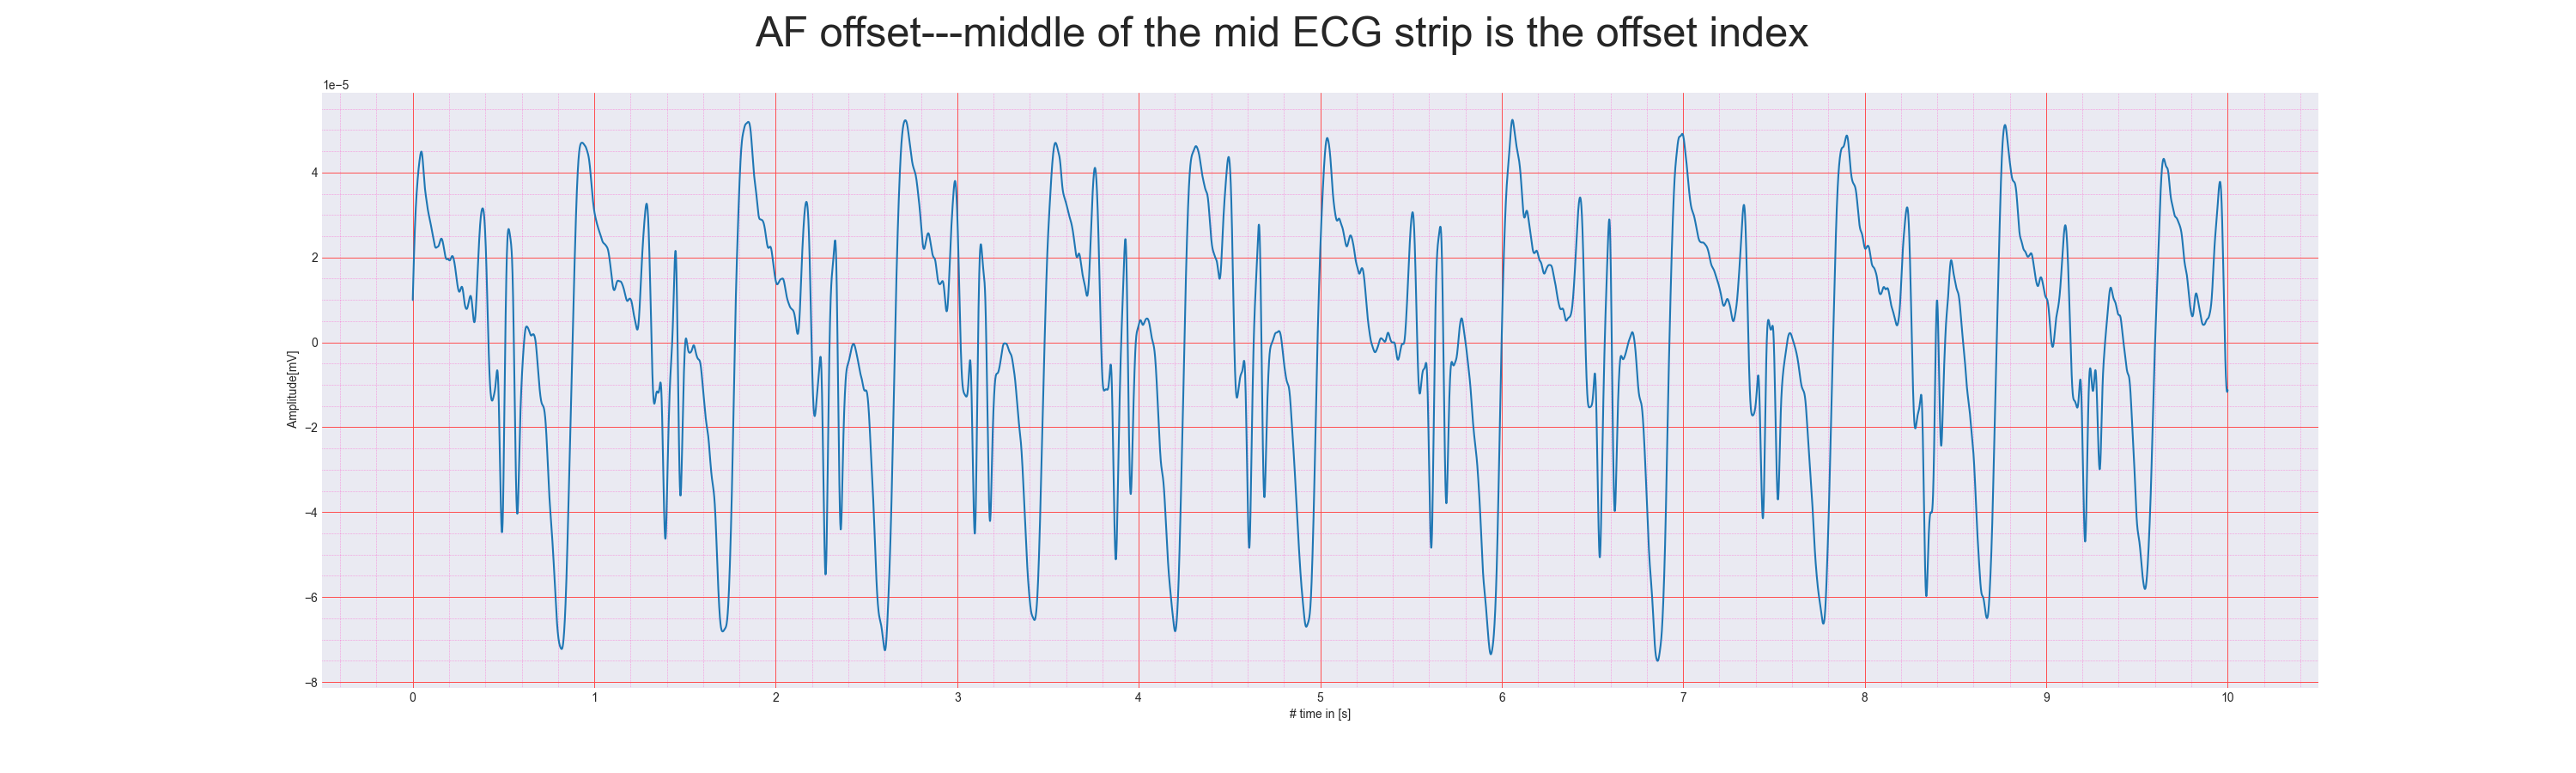 AF offset---middle of the mid ECG strip is the offset index
1e−5
4
2
0
−2
−4
−6
−8
Amplitude[mV]
0 1 2 3 4 5 6 7 8 9 10
# time in [s]